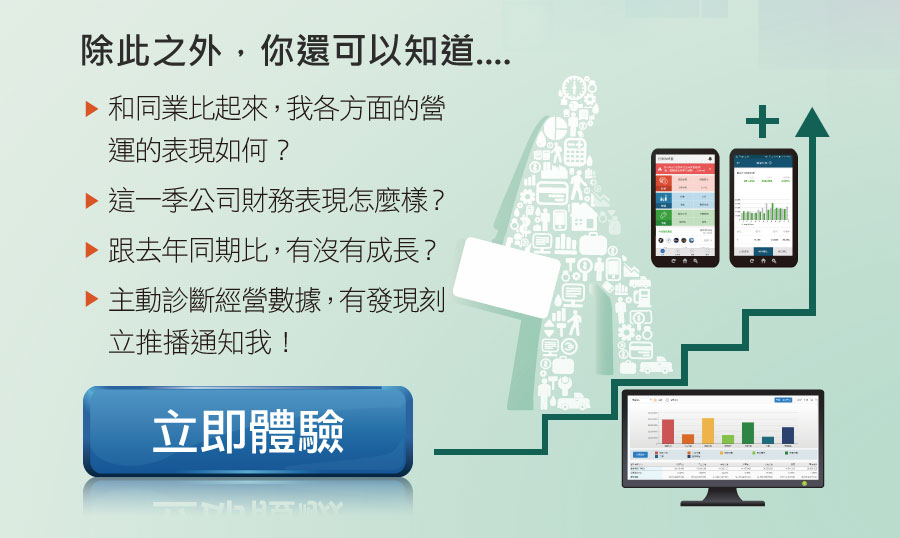 除此之外，你還可以知道....
和同業比起來，我各方面的營
運的表現如何？
這一季公司財務表現怎麼樣？
跟去年同期比，有沒有成長？
主動診斷經營數據，有發現刻
立推播通知我！
立即體驗